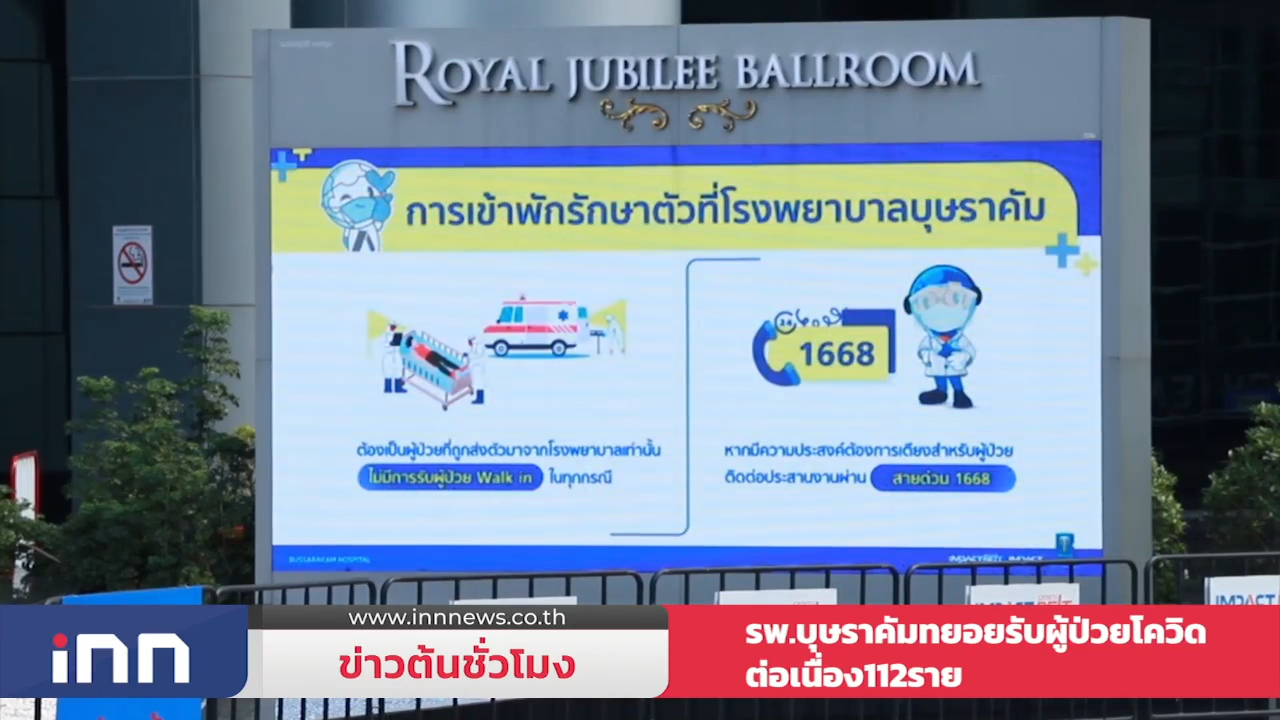 ROYAL JUBILEE BALLROOM
การเข้าพักรักษาตัวที่โรงพยาบาลบุษราคัม
24
1668
ต้องเป็นผู้ป่วยที่ถูกส่งตัวมาจากโรงพยาบาลเท่านั้น
ไม่มีการรับผู้ป่วย Walk in ในทุกกรณี
หากมีความประสงค์ต้องการเตียงสำหรับผู้ป่วย
ติดต่อประสานงานผ่าน สายด่วน 1668
BUSSARAKAM HOSPITAL
IMPACT
IMPACT
inn
www.innnews.co.th
ข่าวต้นชั่วโมง
รพ.บุษราคัมทยอยรับผู้ป่วยโควิด
ต่อเนื่อง112ราย